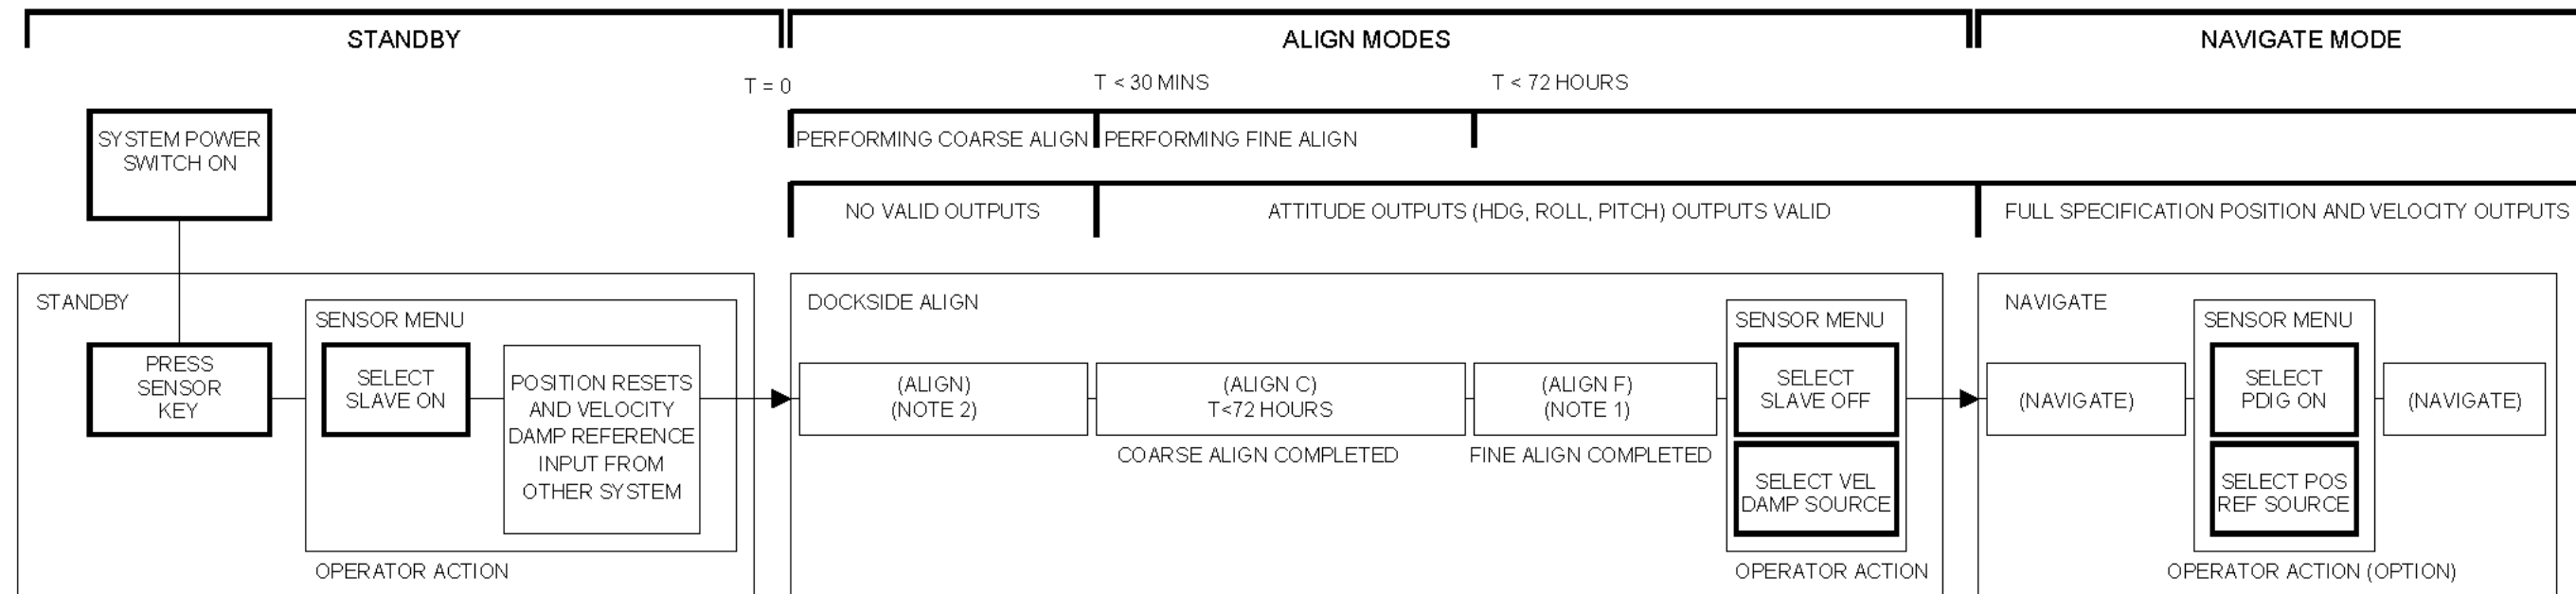 STANDBY
ALIGN MODES
NAVIGATE MODE
T = 0
T < 30 MINS
T < 72 HOURS
SYSTEM POWER
SWITCH ON
PERFORMING COARSE ALIGN
PERFORMING FINE ALIGN
NO VALID OUTPUTS
ATTITUDE OUTPUTS (HDG, ROLL, PITCH) OUTPUTS VALID
FULL SPECIFICATION POSITION AND VELOCITY OUTPUTS
STANDBY
PRESS
SENSOR
KEY
SENSOR MENU
SELECT
SLAVE ON
POSITION RESETS
AND VELOCITY
DAMP REFERENCE
INPUT FROM
OTHER SYSTEM
OPERATOR ACTION
DOCKSIDE ALIGN
(ALIGN)
(NOTE 2)
(ALIGN C)
T<72 HOURS
COARSE ALIGN COMPLETED
(ALIGN F)
(NOTE 1)
FINE ALIGN COMPLETED
SENSOR MENU
SELECT
SLAVE OFF
SELECT VEL
DAMP SOURCE
OPERATOR ACTION
NAVIGATE
(NAVIGATE)
SENSOR MENU
SELECT
PDIG ON
SELECT POS
REF SOURCE
(NAVIGATE)
OPERATOR ACTION (OPTION)